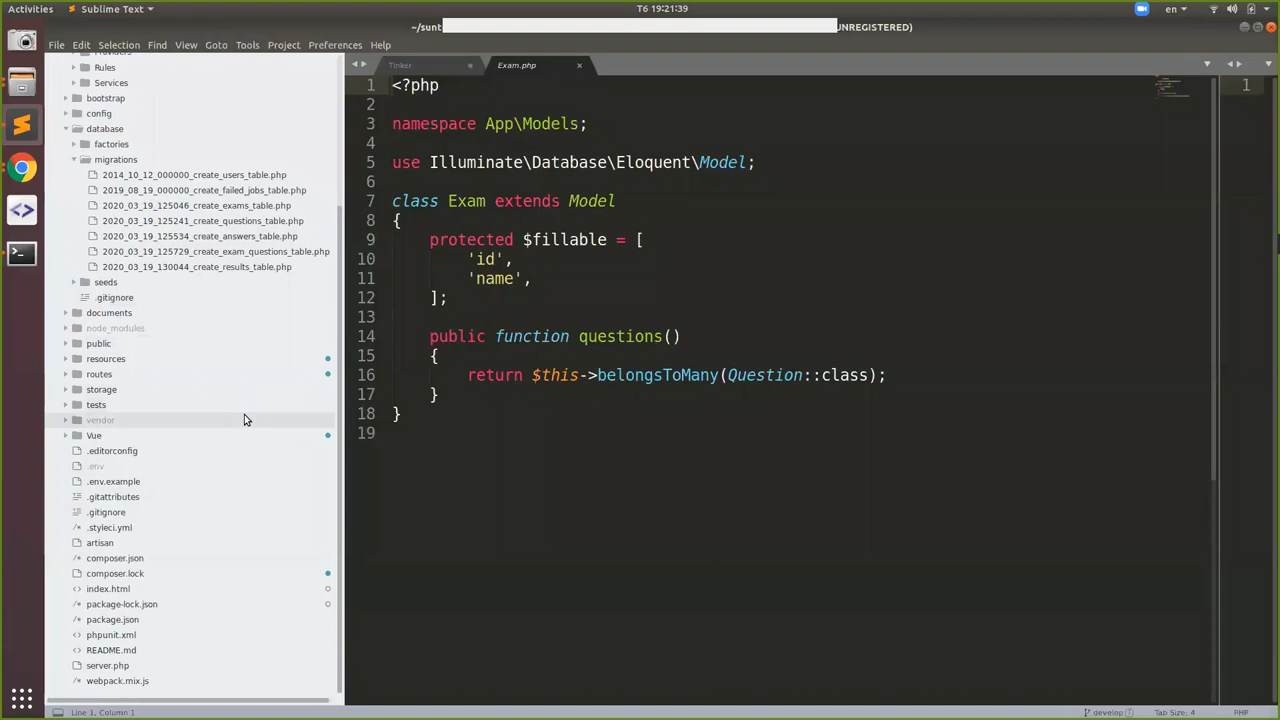 Activities
Sublime Text
T6 19:21:39
en
~/sunt
UNREGISTERED)
File Edit Selection Find View Goto Tools Project Preferences Help
Providers
Rules
Services
bootstrap
config
database
factories
migrations
2014_10_12_000000_create_users_table.php
2019_08_19_000000_create_failed_jobs_table.php
2020_03_19_125046_create_exams_table.php
2020_03_19_125241_create_questions_table.php
2020_03_19_125534_create_answers_table.php
2020_03_19_125729_create_exam_questions_table.php
2020_03_19_130044_create_results_table.php
seeds
.gitignore
documents
node_modules
public
resources
routes
storage
tests
vendor
Vue
.editorconfig
.env
.env.example
.gitattributes
.gitignore
.styleci.yml
artisan
composer.json
composer.lock
index.html
package-lock.json
package.json
phpunit.xml
README.md
server.php
webpack.mix.js
Tinker
Exam.php
1 <?php
2
3 namespace App\Models;
4
5 use Illuminate\Database\Eloquent\Model;
6
7 class Exam extends Model
8 {
9 protected $fillable = [
10 'id',
11 'name',
12 ];
13
14 public function questions()
15 {
16 return $this->belongsToMany(Question::class);
17 }
18 }
19
1
Line 1, Column 1
develop
Tab Size: 4
PHP